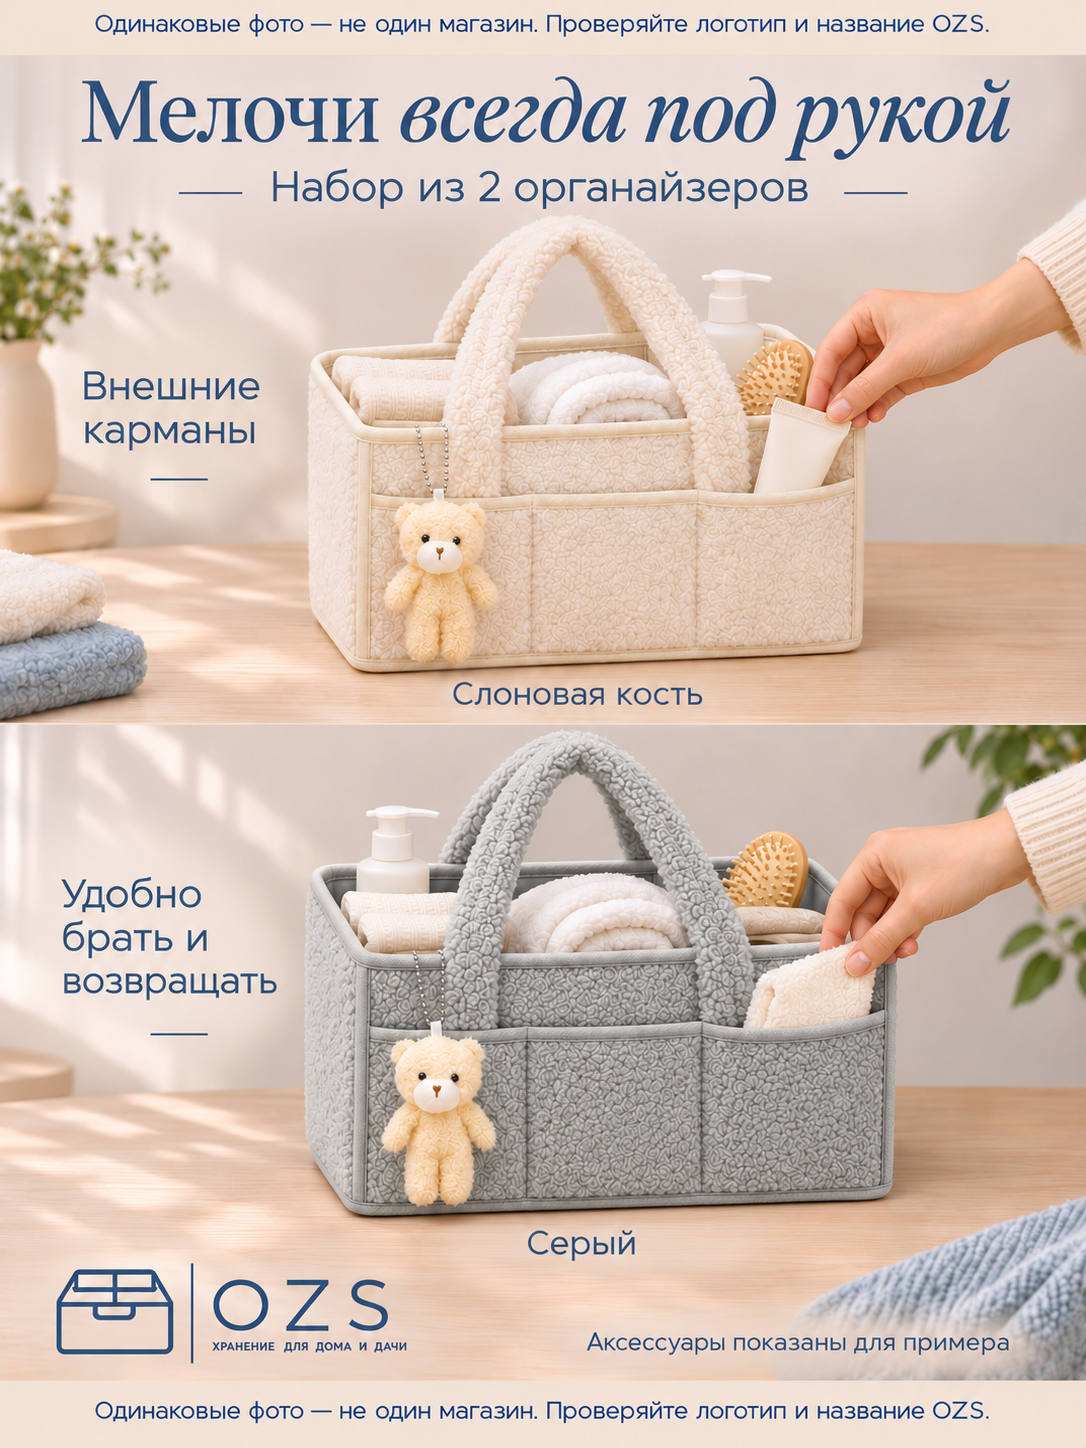 Одинаковые фото — не один магазин. Проверяйте логотип и название OZS.
Мелочи всегда под рукой
Набор из 2 органайзеров
Внешние
карманы
Слоновая кость
Удобно
брать и
возвращать
Серый
OZS
ХРАНЕНИЕ ДЛЯ ДОМА И ДАЧИ
Аксессуары показаны для примера
Одинаковые фото — не один магазин. Проверяйте логотип и название OZS.